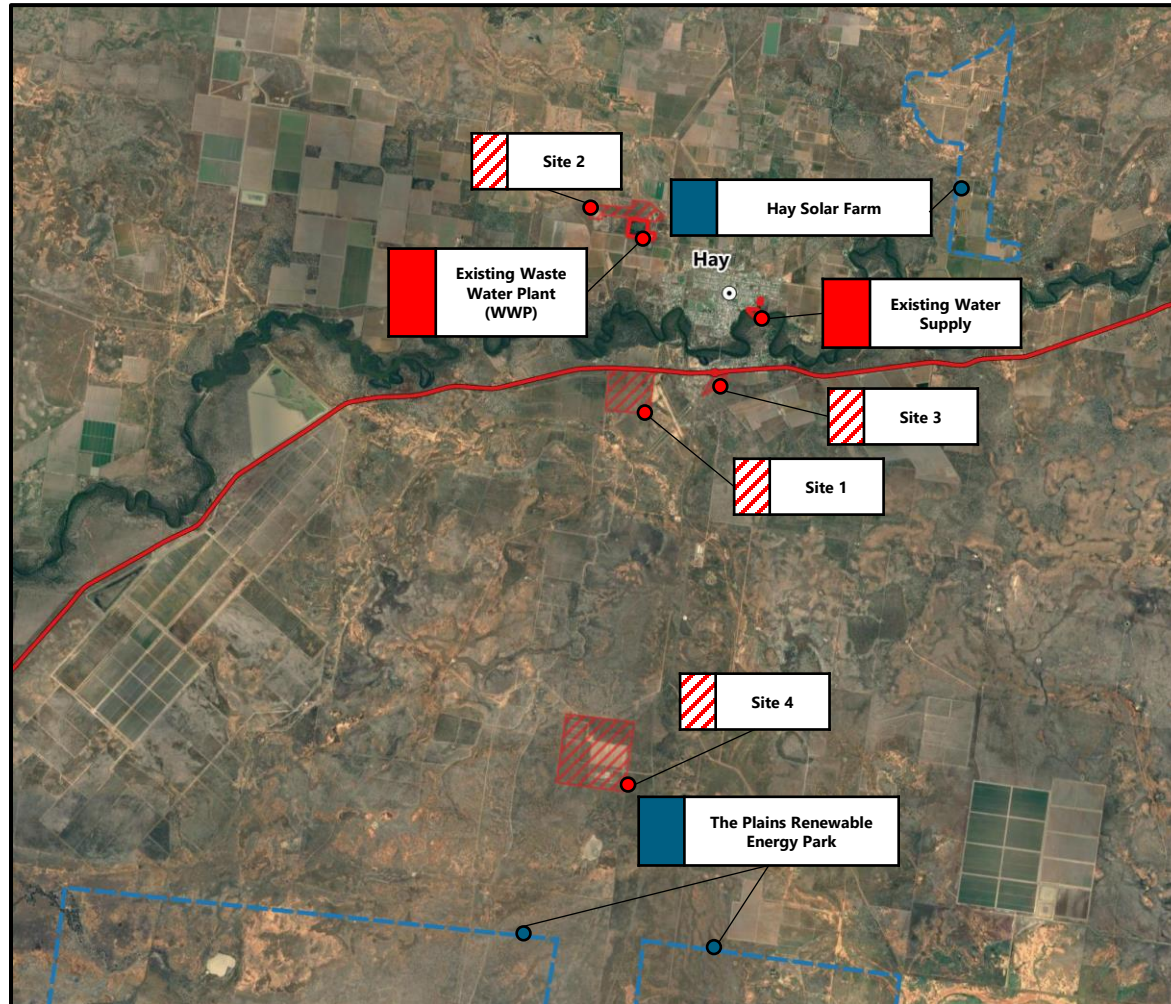 Site 2
Hay Solar Farm
Existing Waste
Water Plant
(WWP)
Hay
Existing Water
Supply
Site 3
Site 1
Site 4
The Plains Renewable
Energy Park